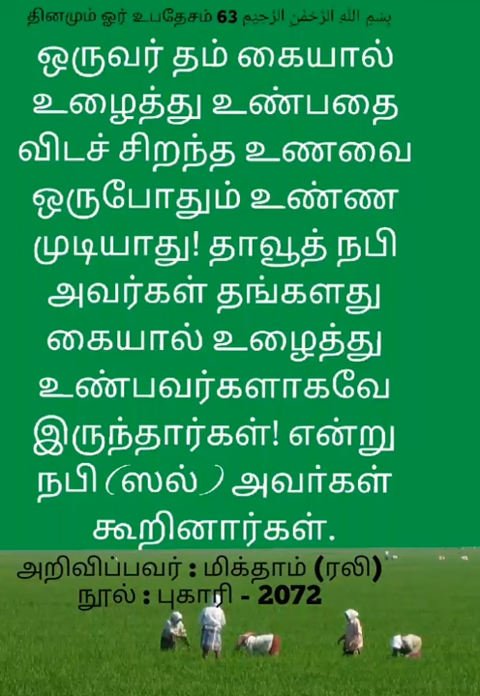 தினமும் ஓர் உபதேசம் 63 بِسْمِ اللهِ الرَّحْمٰنِ الرَّحِيْمِ
ஒருவர் தம் கையால்
உழைத்து உண்பதை
விடச் சிறந்த உணவை
ஒருபோதும் உண்ண
முடியாது! தாவூத் நபி
அவர்கள் தங்களது
கையால் உழைத்து
உண்பவர்களாகவே
இருந்தார்கள்! என்று
நபி (ஸல்) அவர்கள்
கூறினார்கள்.
அறிவிப்பவர் : மிக்தாம் (ரலி)
நூல் : புகாரி - 2072